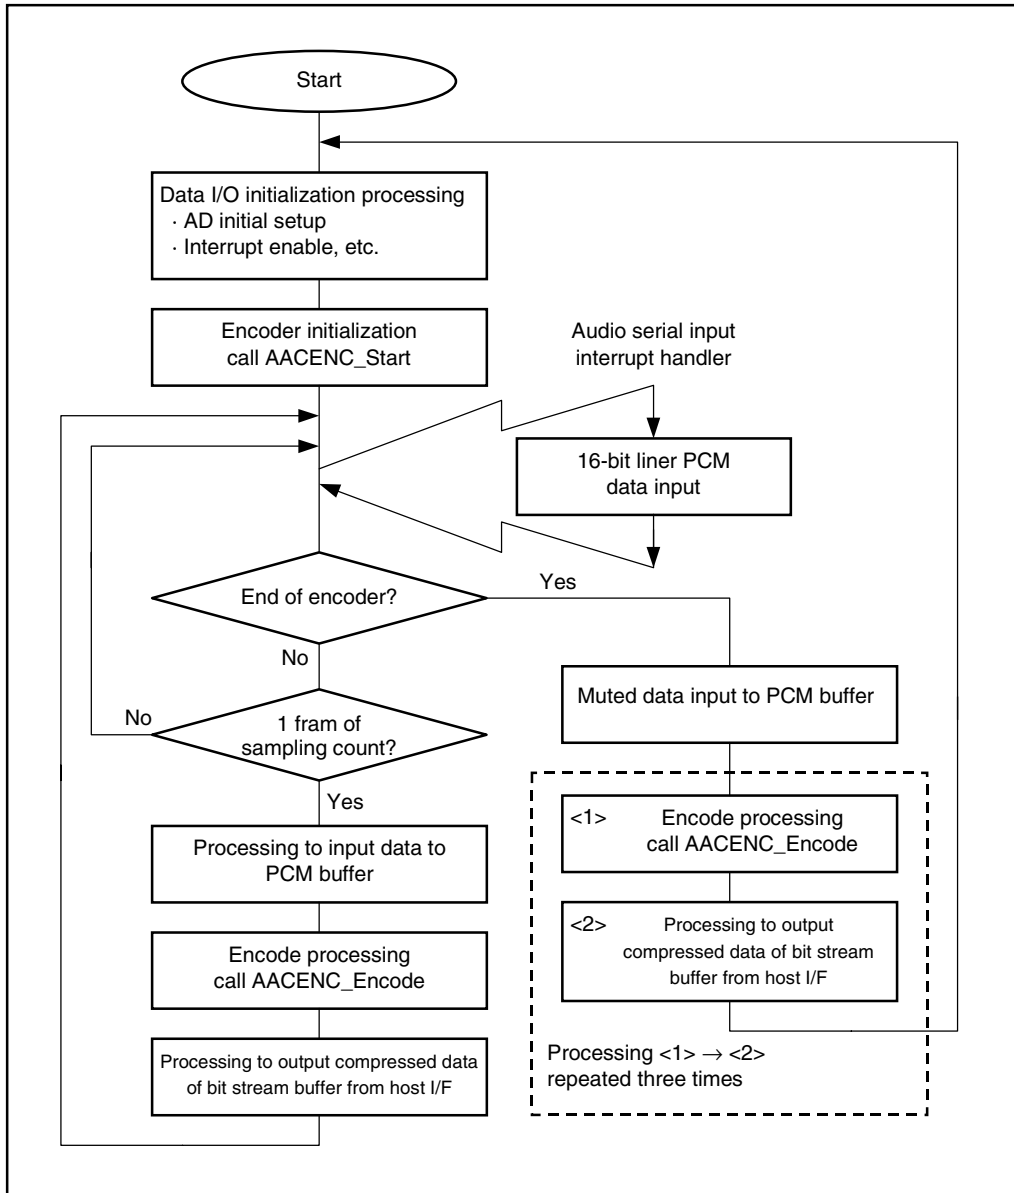 Start
Data I/O initialization processing
· AD initial setup
· Interrupt enable, etc.
Encoder initialization
call AACENC_Start
Audio serial input
interrupt handler
16-bit liner PCM
data input
End of encoder?
Yes
No
1 fram of
sampling count?
No
Yes
Processing to input data to
PCM buffer
Encode processing
call AACENC_Encode
Processing to output compressed data
of bit stream buffer from host I/F
Muted data input to PCM buffer
<1> Encode processing
call AACENC_Encode
<2> Processing to output
compressed data of bit stream
buffer from host I/F
Processing <1> → <2>
repeated three times